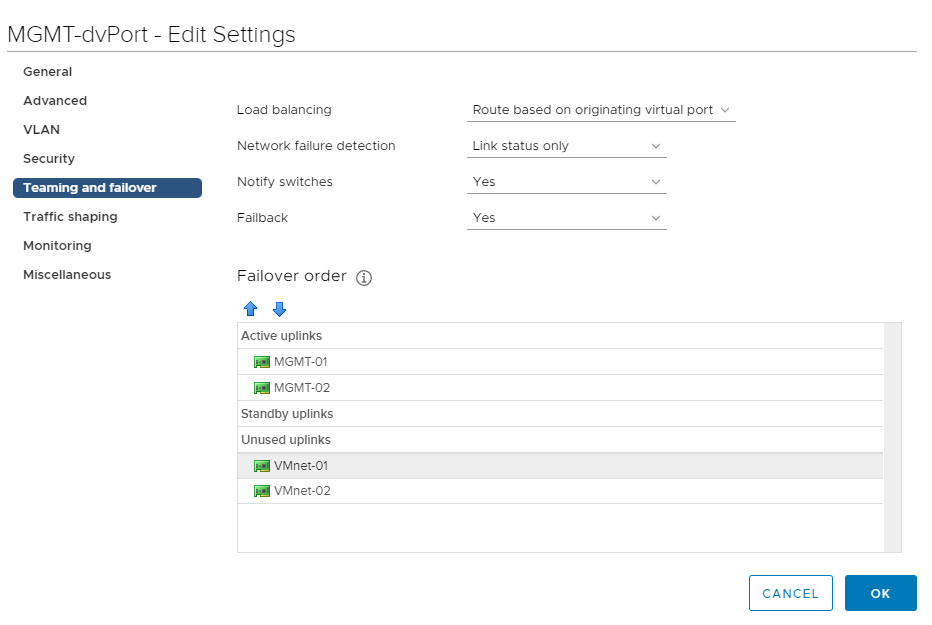 MGMT-dvPort - Edit Settings
General
Advanced
VLAN
Security
Teaming and failover
Traffic shaping
Monitoring
Miscellaneous
Load balancing Route based on originating virtual port
Network failure detection Link status only
Notify switches Yes
Failback Yes
Failover order
Active uplinks
MGMT-01
MGMT-02
Standby uplinks
Unused uplinks
VMnet-01
VMnet-02
CANCEL OK